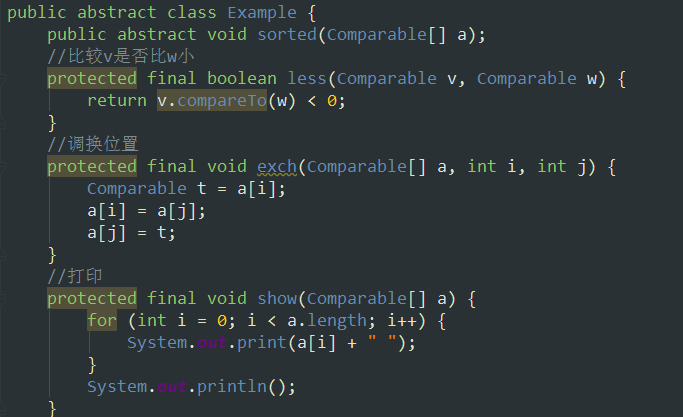 public abstract class Example {
    public abstract void sorted(Comparable[] a);
    //比较v是否比w小
    protected final boolean less(Comparable v, Comparable w) {
        return v.compareTo(w) < 0;
    }
    //调换位置
    protected final void exch(Comparable[] a, int i, int j) {
        Comparable t = a[i];
        a[i] = a[j];
        a[j] = t;
    }
    //打印
    protected final void show(Comparable[] a) {
        for (int i = 0; i < a.length; i++) {
            System.out.print(a[i] + " ");
        }
        System.out.println();
    }